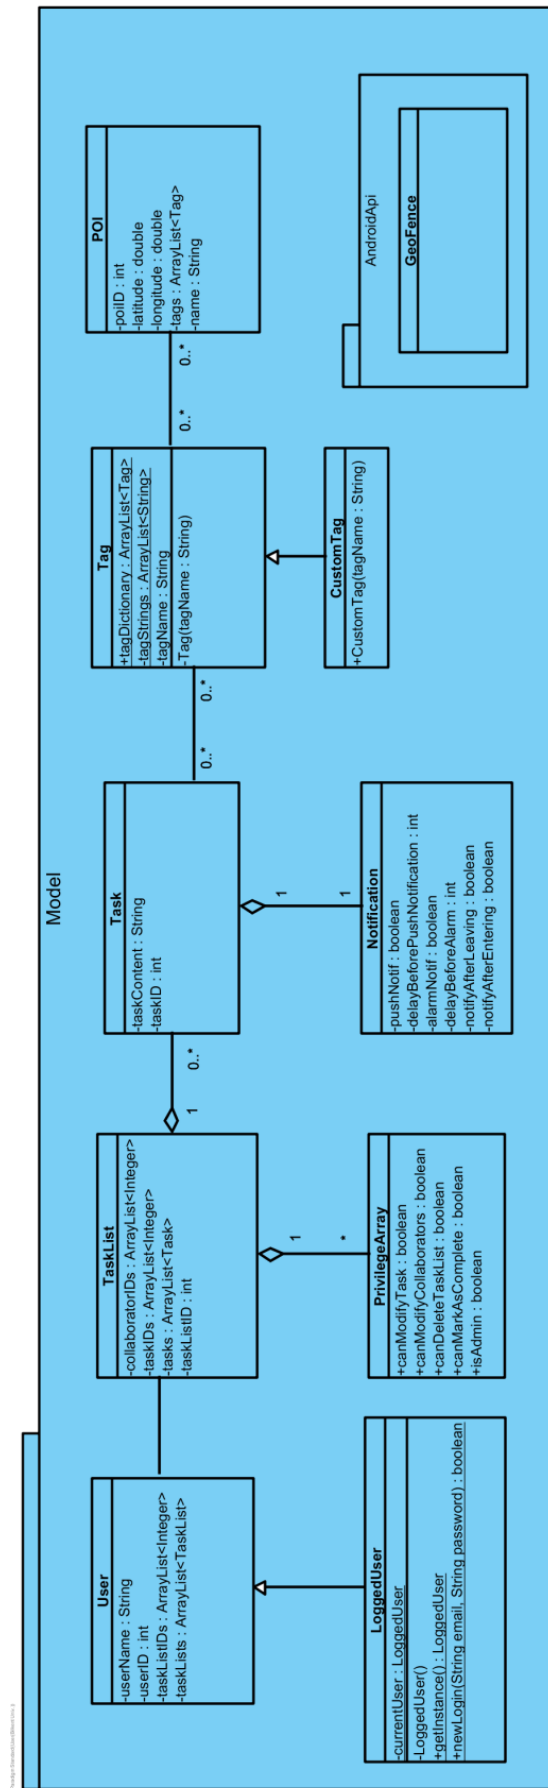 Model
User
-userName : String
-userID : int
-taskListIDs : ArrayList<Integer>
-taskLists : ArrayList<TaskList>
TaskList
-collaboratorIDs : ArrayList<Integer>
-taskIDs : ArrayList<Integer>
-tasks : ArrayList<Task>
-taskListID : int
1
0..*
Task
-taskContent : String
-taskID : int
0..*
0..*
Tag
+tagDictionary : ArrayList<Tag>
-tagStrings : ArrayList<String>
-tagName : String
-Tag(tagName : String)
0..*
0..*
POI
-poiID : int
-latitude : double
-longitude : double
-tags : ArrayList<Tag>
-name : String
1
*
1
1
LoggedUser
-currentUser : LoggedUser
-LoggedUser()
+getInstance() : LoggedUser
+newLogin(String email, String password) : boolean
PrivilegeArray
+canModifyTask : boolean
+canModifyCollaborators : boolean
+canDeleteTaskList : boolean
+canMarkAsComplete : boolean
+isAdmin : boolean
Notification
-pushNotif : boolean
-delayBeforePushNotification : int
-alarmNotif : boolean
-delayBeforeAlarm : int
-notifyAfterLeaving : boolean
-notifyAfterEntering : boolean
CustomTag
+CustomTag(tagName : String)
AndroidApi
GeoFence